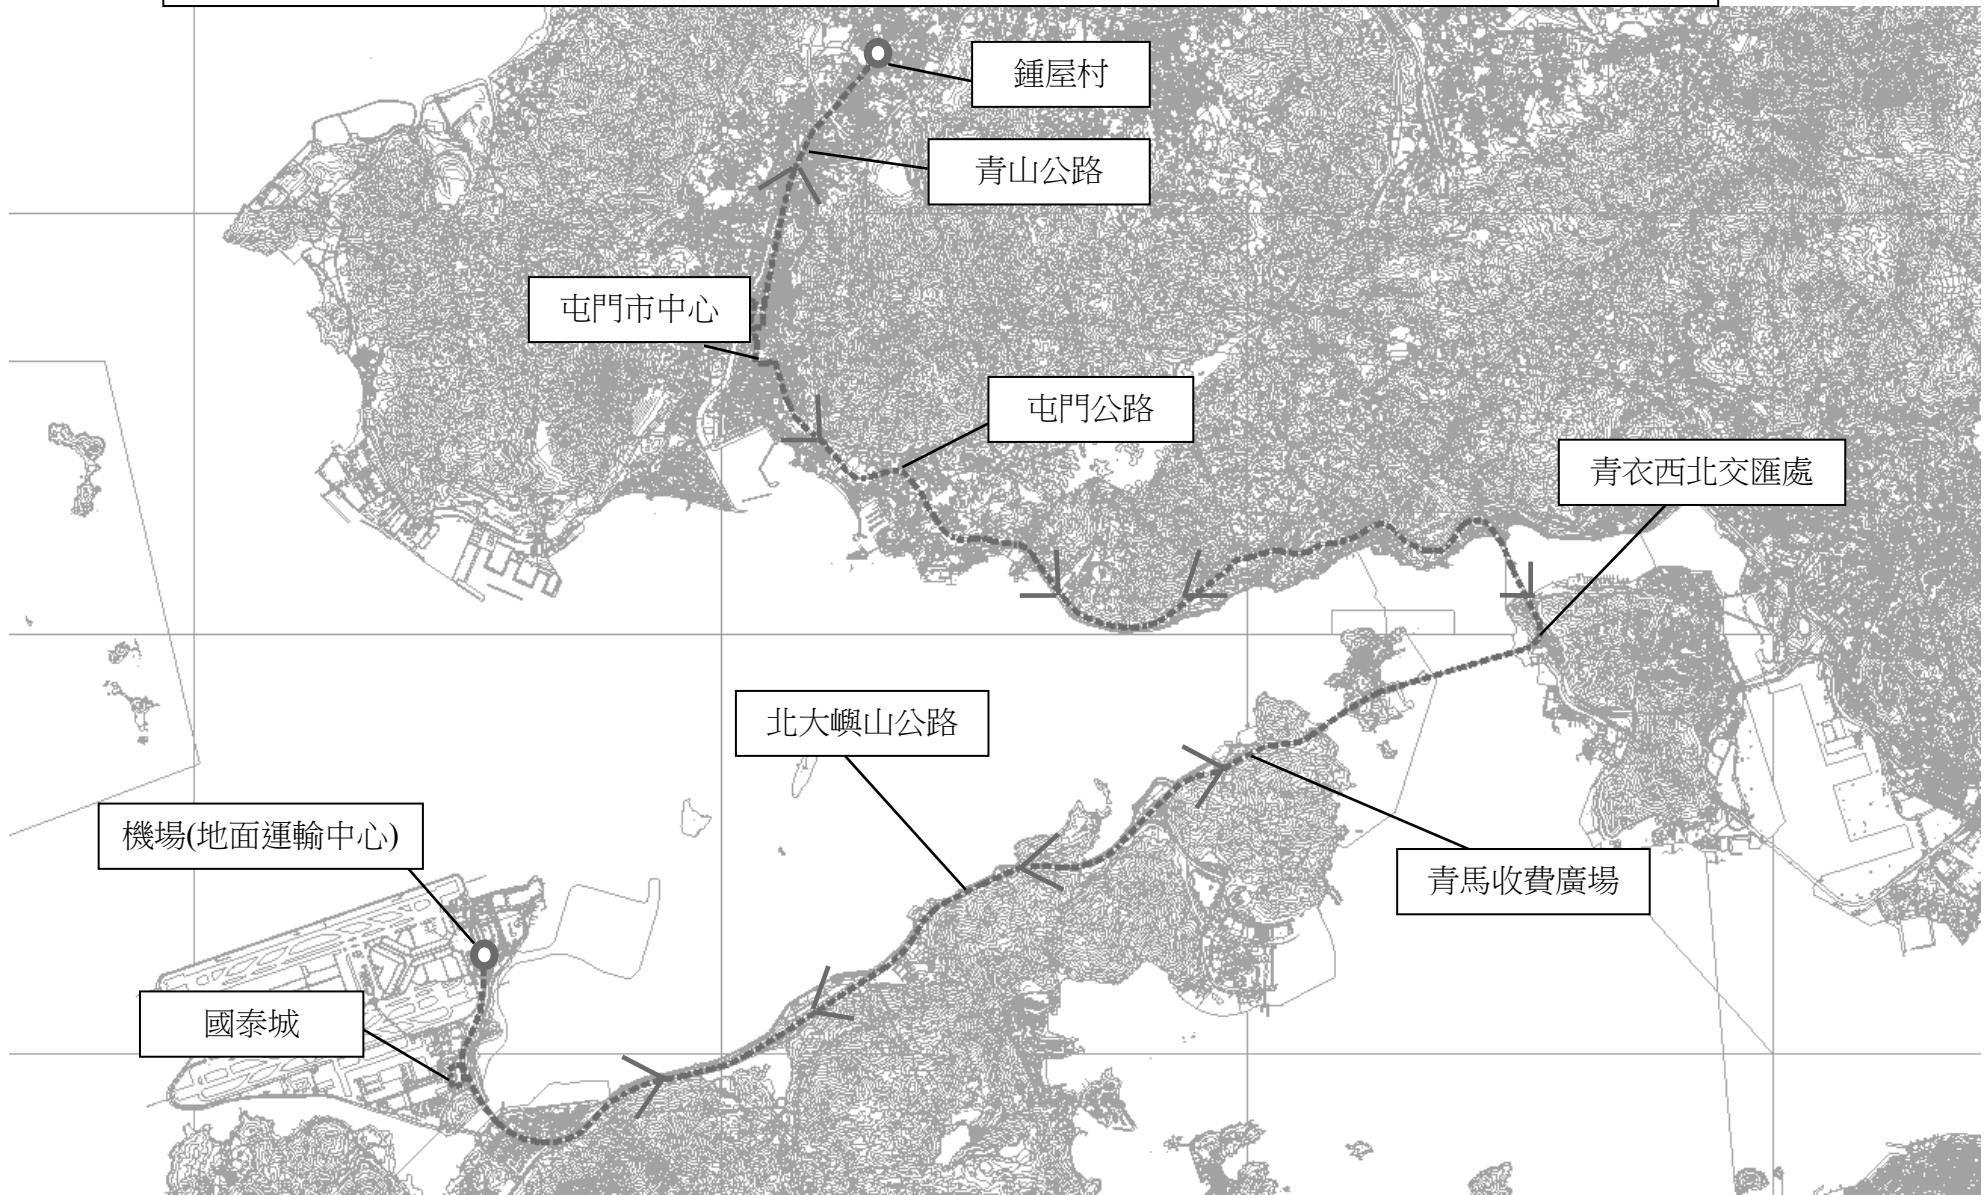 鍾屋村
青山公路
屯門市中心
屯門公路
青衣西北交匯處
北大嶼山公路
機場(地面運輸中心)
青馬收費廣場
國泰城